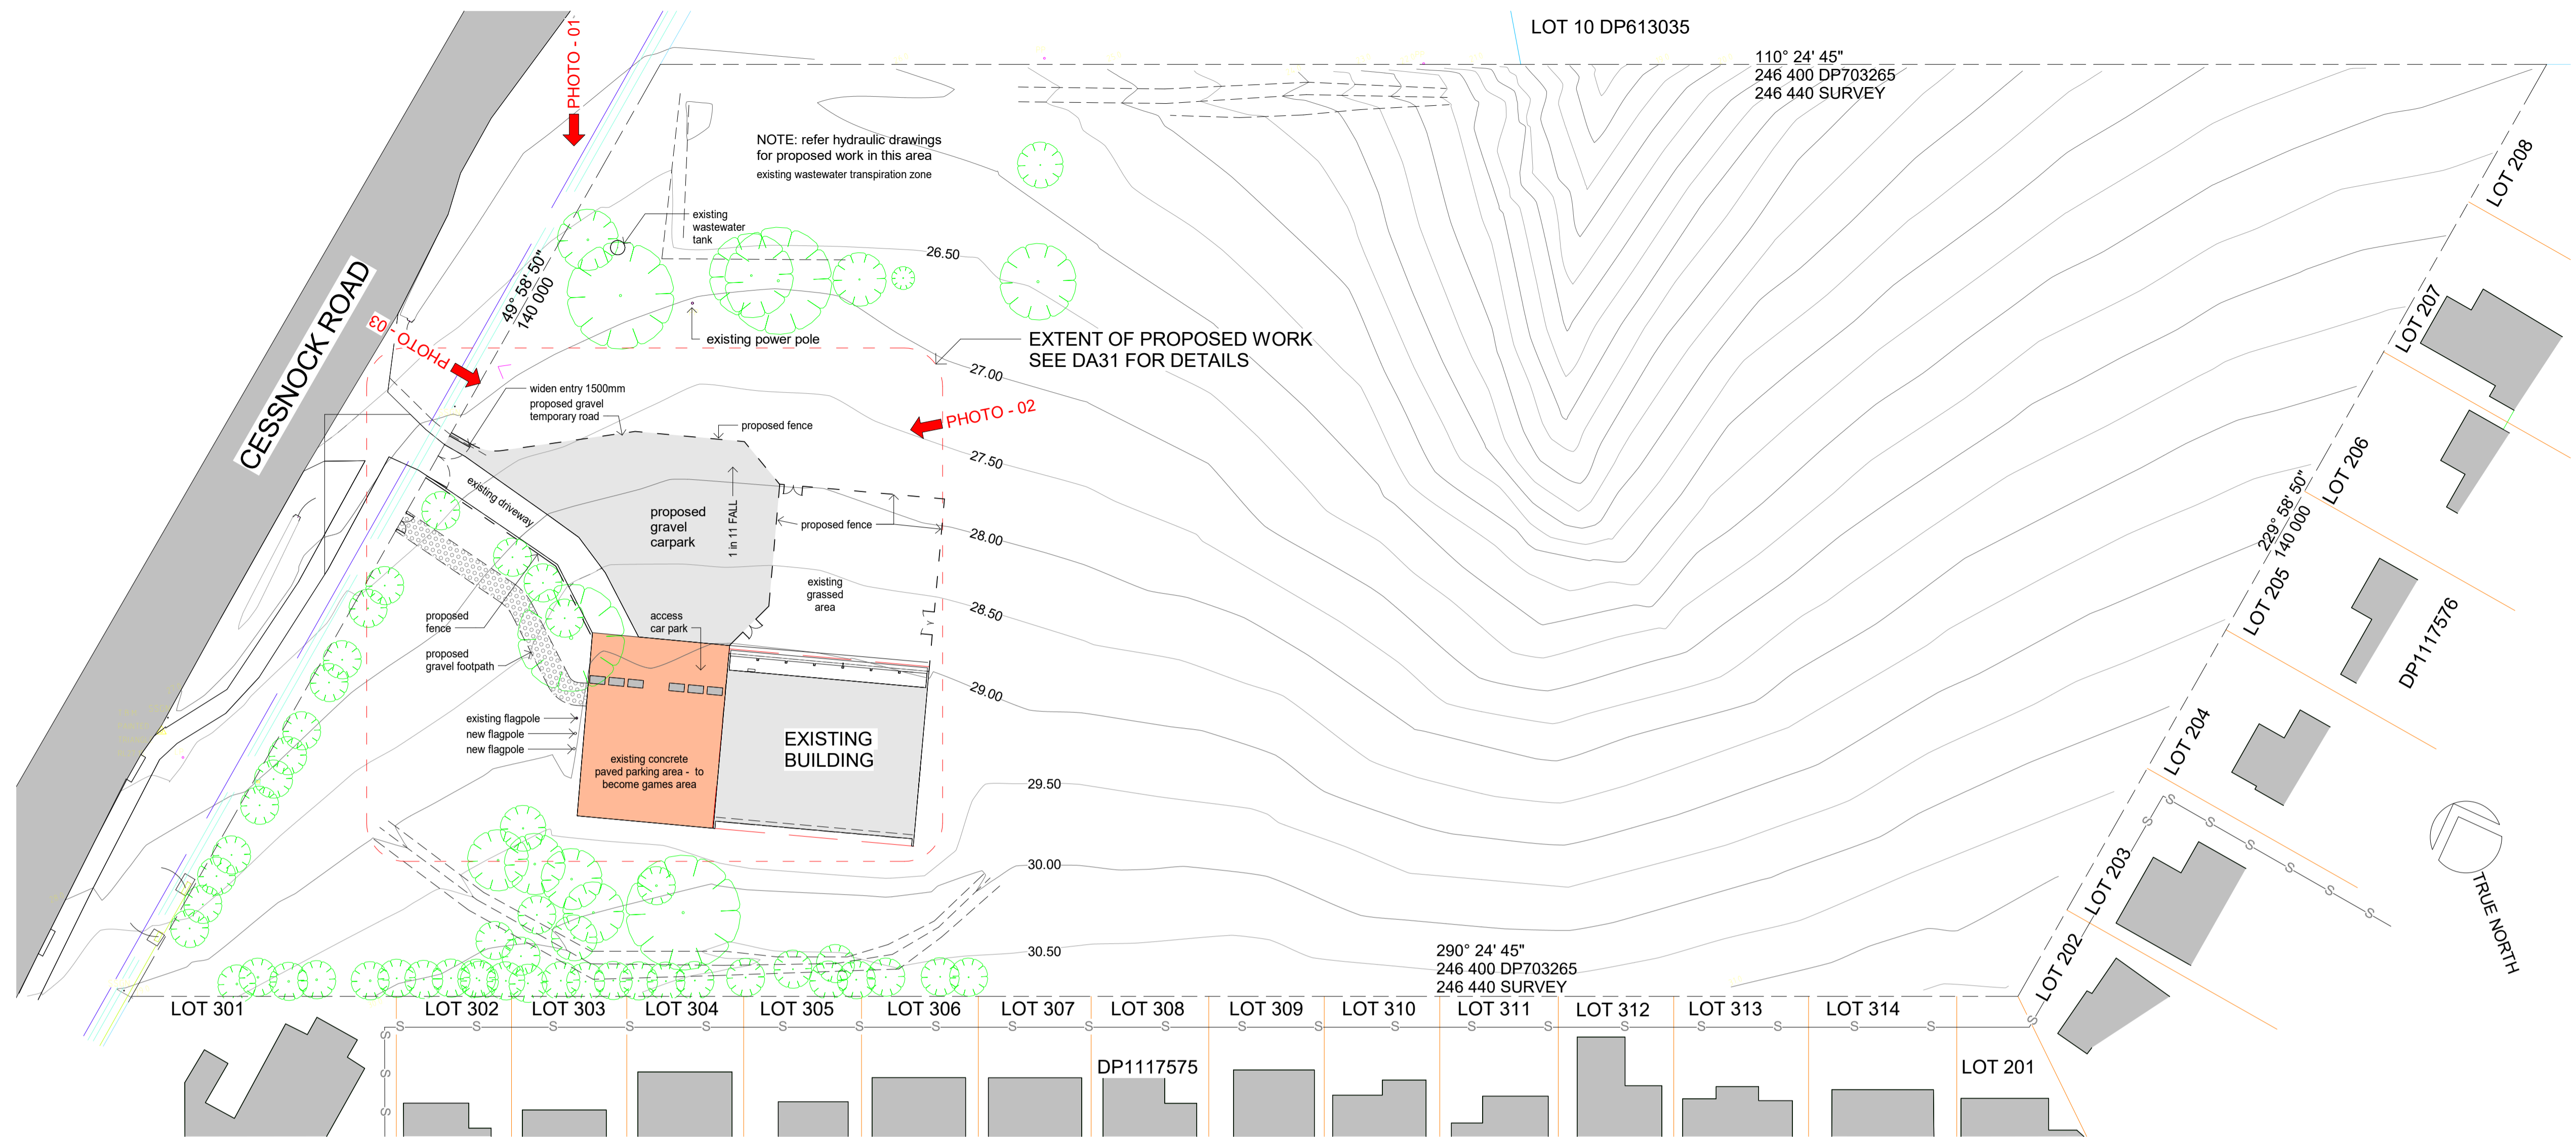 LOT 10 DP613035
110° 24' 45"
246 400 DP703265
246 440 SURVEY
PHOTO - 01
NOTE: refer hydraulic drawings
for proposed work in this area
existing wastewater transpiration zone
existing
wastewater
tank
26.50
49° 58' 50"
140 000
CESSNOCK ROAD
PHOTO - 03
existing power pole
EXTENT OF PROPOSED WORK
SEE DA31 FOR DETAILS
27.00
widen entry 1500mm
proposed gravel
temporary road
proposed fence
PHOTO - 02
27.50
existing driveway
proposed
gravel
carpark
1 in 11 FALL
proposed fence
28.00
existing
grassed
area
28.50
proposed
fence
access
car park
proposed
gravel footpath
29.00
existing flagpole
new flagpole
new flagpole
existing concrete
paved parking area - to
become games area
EXISTING
BUILDING
29.50
30.00
30.50
290° 24' 45"
246 400 DP703265
246 440 SURVEY
LOT 208
LOT 207
LOT 206
229° 58' 50"
140 000
LOT 205
DP1117576
LOT 204
LOT 203
LOT 202
TRUE NORTH
LOT 301
LOT 302
LOT 303
LOT 304
LOT 305
LOT 306
LOT 307
LOT 308
LOT 309
LOT 310
LOT 311
LOT 312
LOT 313
LOT 314
DP1117575
LOT 201